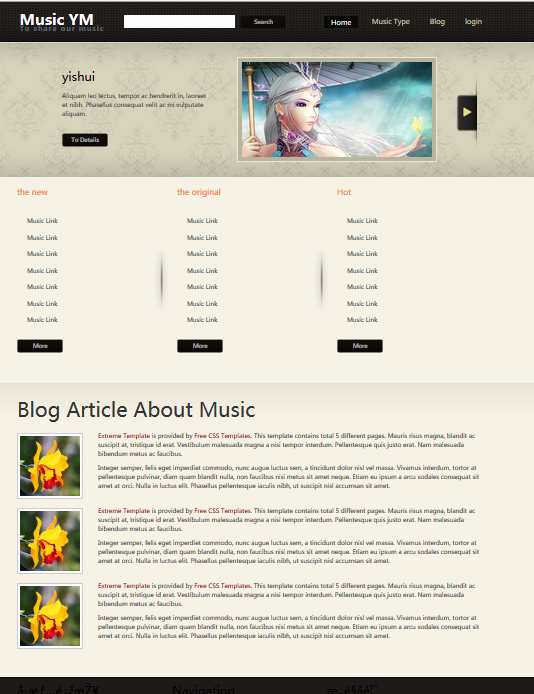 Music YM
To share our music
Search
Home
Music Type
Blog
login
yishui
Aliquam leo lectus, tempor ac hendrerit in, laoreet
et nibh. Phasellus consequat velit ac mi vulputate
aliquam.
To Details
the new
Music Link
Music Link
Music Link
Music Link
Music Link
Music Link
Music Link
More
the original
Music Link
Music Link
Music Link
Music Link
Music Link
Music Link
Music Link
More
Hot
Music Link
Music Link
Music Link
Music Link
Music Link
Music Link
Music Link
More
Blog Article About Music
Extreme Template is provided by Free CSS Templates. This template contains total 5 different pages. Mauris risus magna, blandit ac
suscipit at, tristique id erat. Vestibulum malesuada magna a nisi tempor interdum. Pellentesque quis justo erat. Nam malesuada
bibendum metus ac faucibus.
Integer semper, felis eget imperdiet commodo, nunc augue luctus sem, a tincidunt dolor nisl vel massa. Vivamus interdum, tortor at
pellentesque pulvinar, diam quam blandit nulla, non faucibus nisi metus sit amet neque. Etiam eu ipsum a arcu sodales consequat sit
amet at orci. Nulla in luctus elit. Phasellus pellentesque iaculis nibh, ut suscipit nisl accumsan sit amet.
Extreme Template is provided by Free CSS Templates. This template contains total 5 different pages. Mauris risus magna, blandit ac
suscipit at, tristique id erat. Vestibulum malesuada magna a nisi tempor interdum. Pellentesque quis justo erat. Nam malesuada
bibendum metus ac faucibus.
Integer semper, felis eget imperdiet commodo, nunc augue luctus sem, a tincidunt dolor nisl vel massa. Vivamus interdum, tortor at
pellentesque pulvinar, diam quam blandit nulla, non faucibus nisi metus sit amet neque. Etiam eu ipsum a arcu sodales consequat sit
amet at orci. Nulla in luctus elit. Phasellus pellentesque iaculis nibh, ut suscipit nisl accumsan sit amet.
Extreme Template is provided by Free CSS Templates. This template contains total 5 different pages. Mauris risus magna, blandit ac
suscipit at, tristique id erat. Vestibulum malesuada magna a nisi tempor interdum. Pellentesque quis justo erat. Nam malesuada
bibendum metus ac faucibus.
Integer semper, felis eget imperdiet commodo, nunc augue luctus sem, a tincidunt dolor nisl vel massa. Vivamus interdum, tortor at
pellentesque pulvinar, diam quam blandit nulla, non faucibus nisi metus sit amet neque. Etiam eu ipsum a arcu sodales consequat sit
amet at orci. Nulla in luctus elit. Phasellus pellentesque iaculis nibh, ut suscipit nisl accumsan sit amet.
Navigation